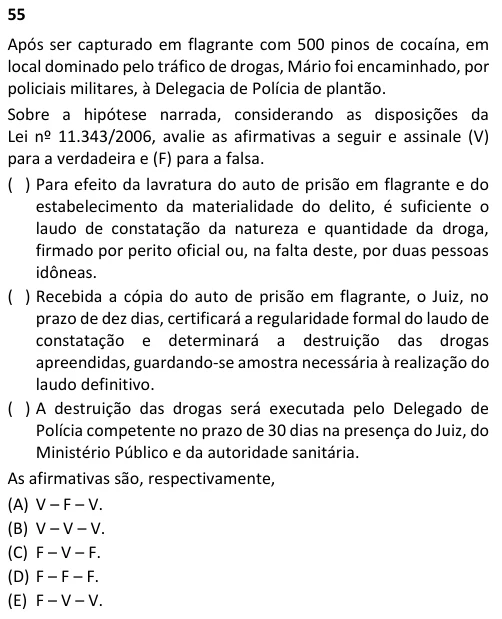 55
Após ser capturado em flagrante com 500 pinos de cocaína, em
local dominado pelo tráfico de drogas, Mário foi encaminhado, por
policiais militares, à Delegacia de Polícia de plantão.
Sobre a hipótese narrada, considerando as disposições da
Lei nº 11.343/2006, avalie as afirmativas a seguir e assinale (V)
para a verdadeira e (F) para a falsa.
( ) Para efeito da lavratura do auto de prisão em flagrante e do
estabelecimento da materialidade do delito, é suficiente o
laudo de constatação da natureza e quantidade da droga,
firmado por perito oficial ou, na falta deste, por duas pessoas
idôneas.
( ) Recebida a cópia do auto de prisão em flagrante, o Juiz, no
prazo de dez dias, certificará a regularidade formal do laudo de
constatação e determinará a destruição das drogas
apreendidas, guardando-se amostra necessária à realização do
laudo definitivo.
( ) A destruição das drogas será executada pelo Delegado de
Polícia competente no prazo de 30 dias na presença do Juiz, do
Ministério Público e da autoridade sanitária.
As afirmativas são, respectivamente,
(A) V – F – V.
(B) V – V – V.
(C) F – V – F.
(D) F – F – F.
(E) F – V – V.